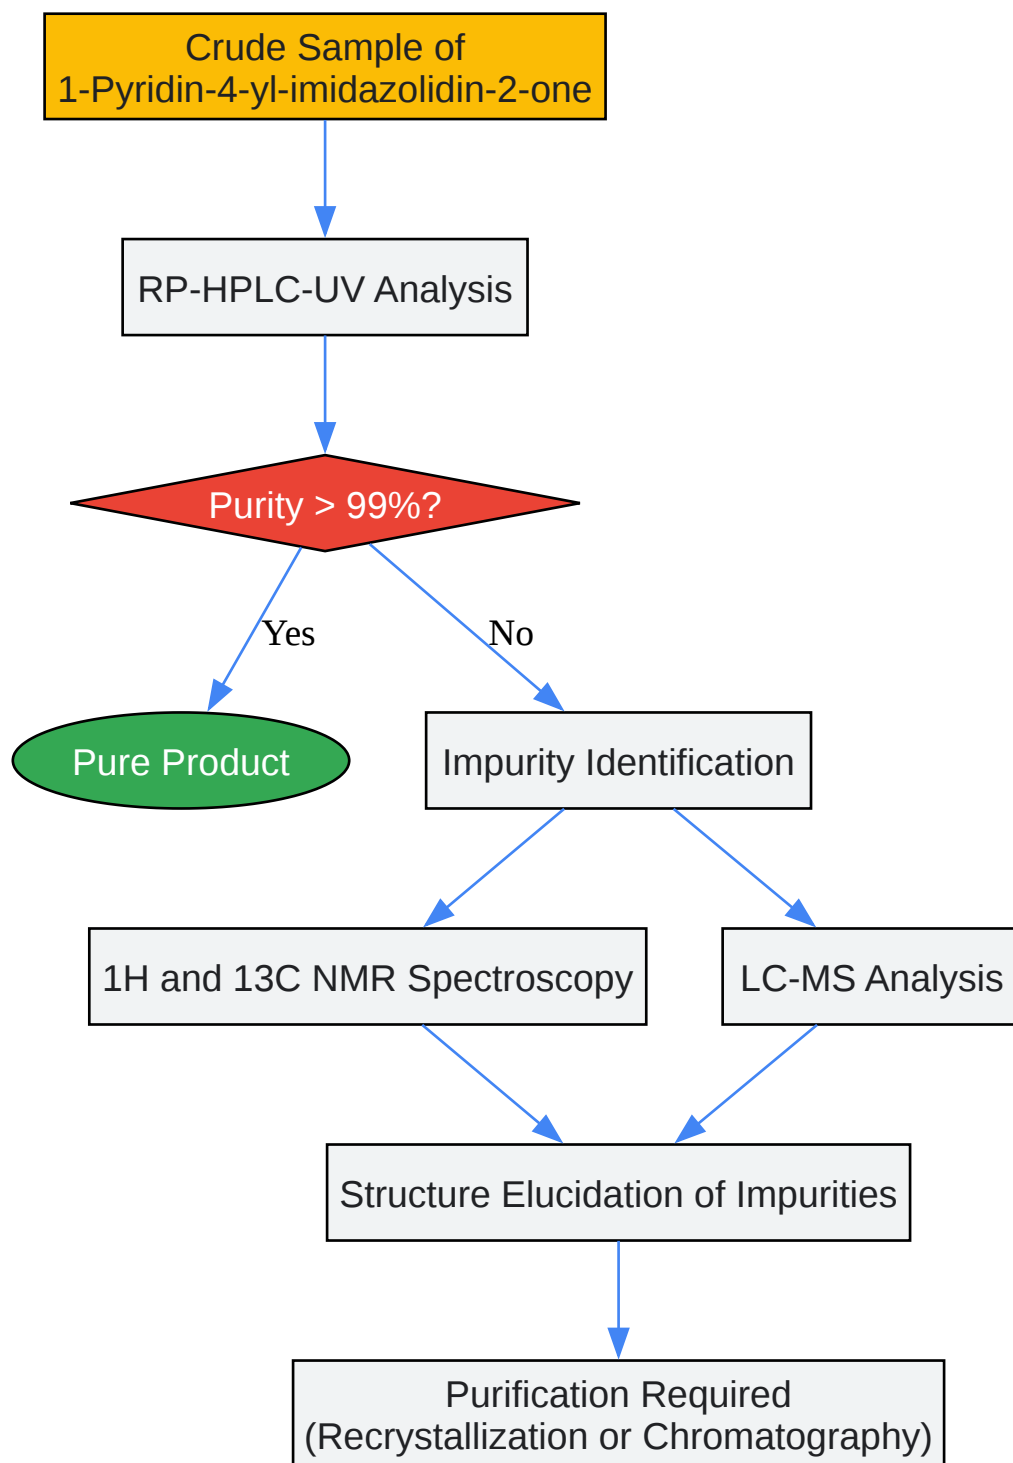 Crude Sample of
1-Pyridin-4-yl-imidazolidin-2-one
RP-HPLC-UV Analysis
Purity > 99%?
Yes
No
Pure Product
Impurity Identification
1H and 13C NMR Spectroscopy
LC-MS Analysis
Structure Elucidation of Impurities
Purification Required
(Recrystallization or Chromatography)